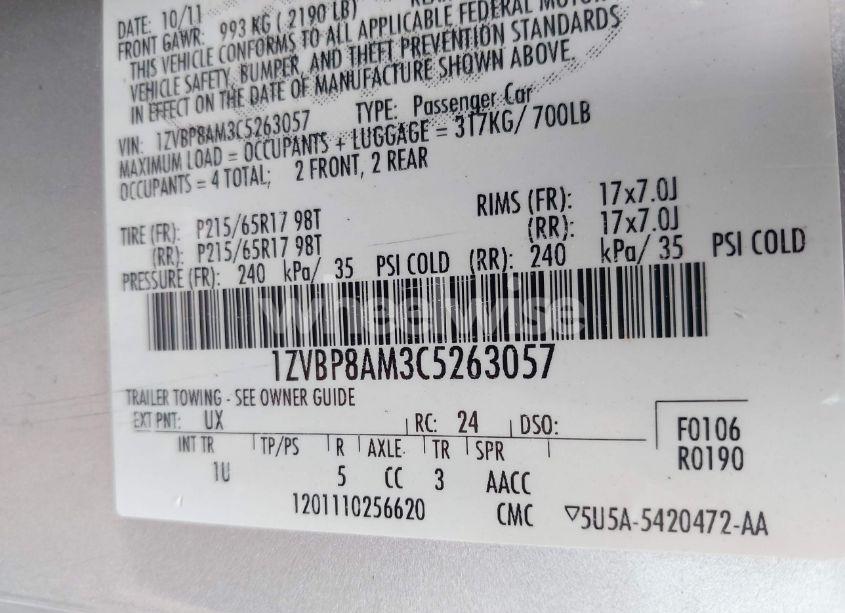 DATE: 10/11
FRONT GAWR: 993 KG ( 2190 LB)
THIS VEHICLE CONFORMS TO ALL APPLICABLE FEDERAL MOTOR
VEHICLE SAFETY, BUMPER, AND THEFT PREVENTION STANDARDS
IN EFFECT ON THE DATE OF MANUFACTURE SHOWN ABOVE.
VIN: 1ZVBP8AM3C5263057 TYPE: Passenger Car
MAXIMUM LOAD = OCCUPANTS + LUGGAGE = 317KG/ 700LB
OCCUPANTS = 4 TOTAL; 2 FRONT, 2 REAR
TIRE (FR): P215/65R17 98T RIMS (FR): 17x7.0J
(RR): P215/65R17 98T (RR): 17x7.0J
PRESSURE (FR): 240 kPa/ 35 PSI COLD (RR): 240 kPa/ 35 PSI COLD
wheelwise
1ZVBP8AM3C5263057
TRAILER TOWING - SEE OWNER GUIDE
EXT PNT: UX RC: 24 DSO: F0106
INT TR TP/PS R AXLE TR SPR R0190
1U 5 CC 3 AACC
1201110256620 CMC ▽5U5A-5420472-AA